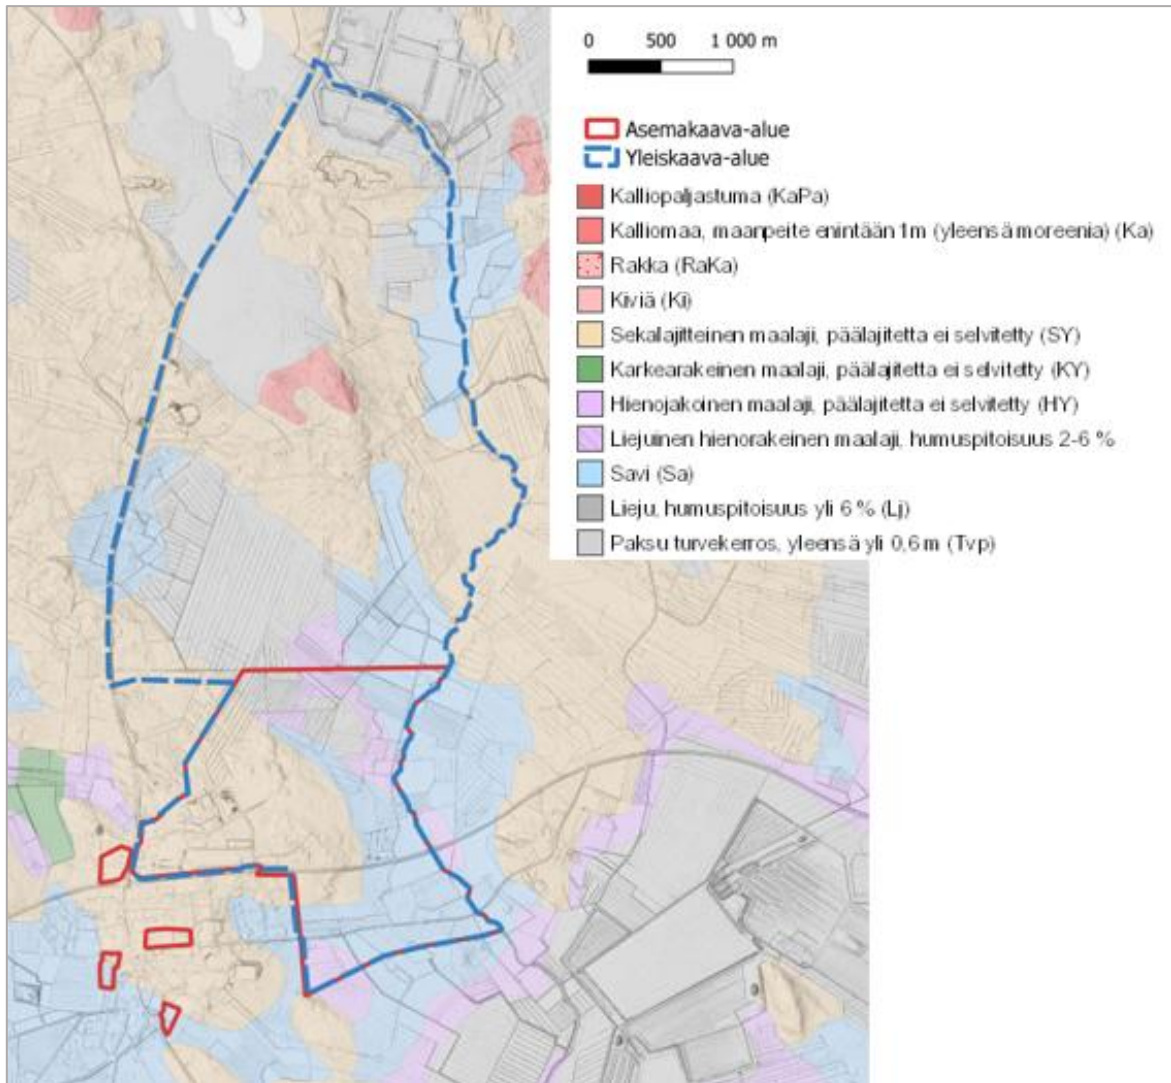 0 500 1 000 m
Asemakaava-alue
Yleiskaava-alue
Kalliopaljastuma (KaPa)
Kalliomaa, maanpeite enintään 1m (yleensä moreenia) (Ka)
Rakka (RaKa)
Kiviä (Ki)
Sekalajitteinen maalaji, päälajitetta ei selvitetty (SY)
Karkearakeinen maalaji, päälajitetta ei selvitetty (KY)
Hienojakoinen maalaji, päälajitetta ei selvitetty (HY)
Liejuinen hienorakeinen maalaji, humuspitoisuus 2-6 %
Savi (Sa)
Lieju, humuspitoisuus yli 6 % (Lj)
Paksu turvekerros, yleensä yli 0,6 m (Tvp)